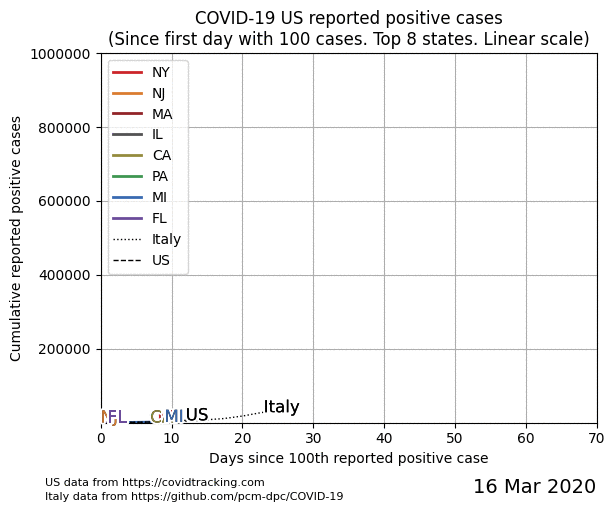 COVID-19 US reported positive cases
(Since first day with 100 cases. Top 8 states. Linear scale)
1000000
800000
600000
400000
200000
Cumulative reported positive cases
NY
NJ
MA
IL
CA
PA
MI
FL
Italy
US
FL
MI
US
Italy
0 10 20 30 40 50 60 70
Days since 100th reported positive case
US data from https://covidtracking.com
Italy data from https://github.com/pcm-dpc/COVID-19
16 Mar 2020